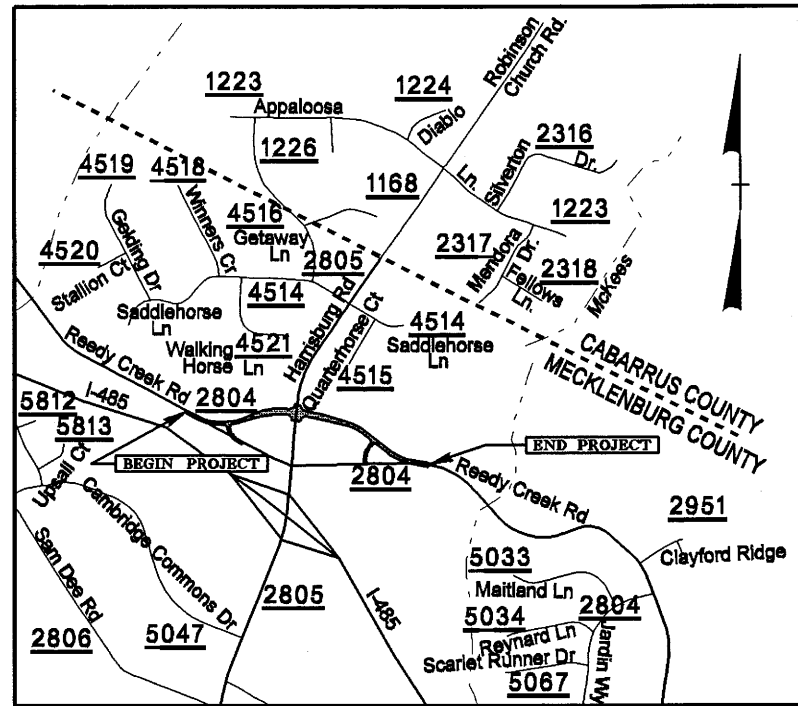 Robinson
Church Rd.
1223
1224
Appaloosa
Diablo
2316
1226
Silverton
Dr.
Ln.
4519
4518
1168
1223
Winners Cr
4516
Getaway
Ln
2317
Mendora
Dr.
Fellows
Ln.
2318
McKees
4520
Gelding Dr
Stallion Ct
2805
Saddlehorse
Ln
4514
Harrisburg Rd
Quarterhorse Ct
4514
Saddlehorse
Ln
Walking
Horse
4521
Ln
4515
CABARRUS COUNTY
MECKLENBURG COUNTY
Reedy Creek Rd
I-485
2804
5812
5813
Upsall Ct
BEGIN PROJECT
END PROJECT
2804
Reedy Creek Rd
2951
Clayford Ridge
Cambridge Commons Dr
Sam Dee Rd
2805
I-485
5033
Maitland Ln
2804
5034
Reynard Ln
Jardin Wy
Scarlet Runner Dr
2806
5047
5067